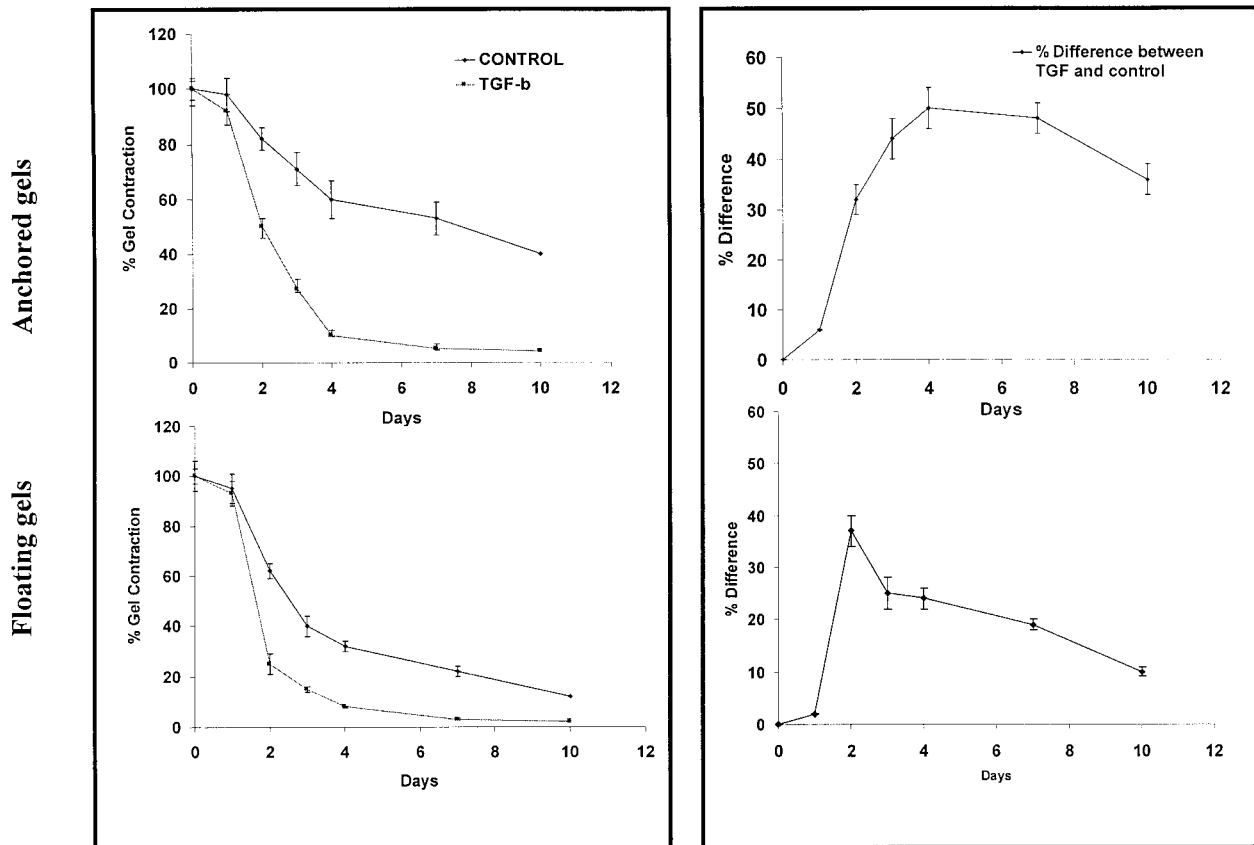 Anchored gels
% Gel Contraction
120
100
80
60
40
20
0
0 2 4 6 8 10 12
Days
CONTROL
TGF-b
% Difference
60
50
40
30
20
10
0
0 2 4 6 8 10 12
Days
% Difference between
TGF and control
Floating gels
% Gel Contraction
120
100
80
60
40
20
0
0 2 4 6 8 10 12
Days
% Difference
60
50
40
30
20
10
0
0 2 4 6 8 10 12
Days